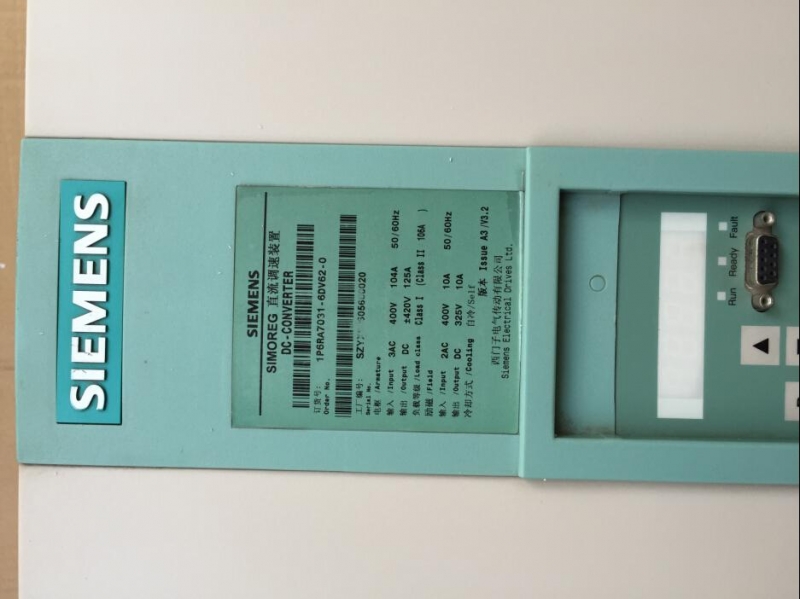 SIEMENS
SIEMENS
SIMOREG 直流调速装置
DC-CONVERTER
订货号:
Order No.
1P6RA7031-6DV62-0
工厂编号:
Serial No.
电枢 /Armature
输入 /Input 3AC 400V 104A 50/60Hz
输出 /Output DC ±420V 125A
负载等级 /Load class Class I (Class II 106A )
励磁 /Field
输入 /Input 2AC 400V 10A 50/60Hz
输出 /Output DC 325V 10A
冷却方式 /Cooling 自冷/Self
版本 Issue A3 /V3.2
西门子电气传动有限公司
Siemens Electrical Drives Ltd.
Run Ready Fault